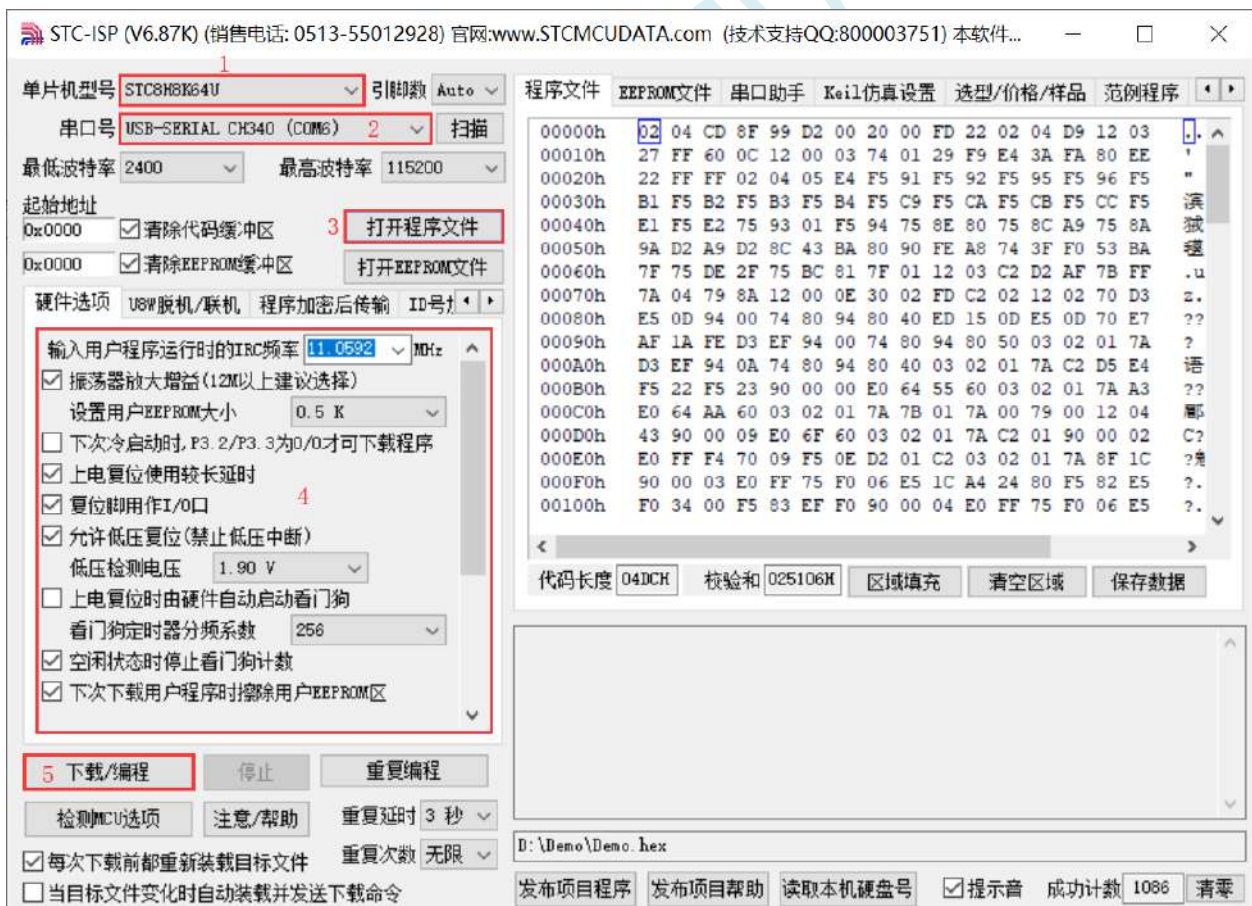 STC-ISP (V6.87K) (销售电话: 0513-55012928) 官网:www.STCMCUDATA.com (技术支持QQ:800003751) 本软件...
1
单片机型号 STC8H8K64U 引脚数 Auto
串口号 USB-SERIAL CH340 (COM6) 2 扫描
最低波特率 2400 最高波特率 115200
起始地址
0x0000 清除代码缓冲区 3 打开程序文件
0x0000 清除EEPROM缓冲区 打开EEPROM文件
硬件选项 U8W脱机/联机 程序加密后传输 ID号
输入用户程序运行时的IRC频率 11.0592 MHz
振荡器放大增益(12M以上建议选择)
设置用户EEPROM大小 0.5 K
下次冷启动时,P3.2/P3.3为0/0才可下载程序
上电复位使用较长延时
复位脚用作I/O口 4
允许低压复位(禁止低压中断)
低压检测电压 1.90 V
上电复位时由硬件自动启动看门狗
看门狗定时器分频系数 256
空闲状态时停止看门狗计数
下次下载用户程序时擦除用户EEPROM区
5 下载/编程 停止 重复编程
检测MCU选项 注意/帮助 重复延时 3 秒
每次下载前都重新装载目标文件 重复次数 无限
当目标文件变化时自动装载并发送下载命令
程序文件 EEPROM文件 串口助手 Keil仿真设置 选型/价格/样品 范例程序
00000h 02 04 CD 8F 99 D2 00 20 00 FD 22 02 04 D9 12 03 ..
00010h 27 FF 60 0C 12 00 03 74 01 29 F9 E4 3A FA 80 EE '
00020h 22 FF FF 02 04 05 E4 F5 91 F5 92 F5 95 F5 96 F5 "
00030h B1 F5 B2 F5 B3 F5 B4 F5 C9 F5 CA F5 CB F5 CC F5
00040h E1 F5 E2 75 93 01 F5 94 75 8E 80 75 8C A9 75 8A
00050h 9A D2 A9 D2 8C 43 BA 80 90 FE A8 74 3F F0 53 BA
00060h 7F 75 DE 2F 75 BC 81 7F 01 12 03 C2 D2 AF 7B FF .u
00070h 7A 04 79 8A 12 00 0E 30 02 FD C2 02 12 02 70 D3 z.
00080h E5 0D 94 00 74 80 94 80 40 ED 15 0D E5 0D 70 E7 ??
00090h AF 1A FE D3 EF 94 00 74 80 94 80 50 03 02 01 7A ?
000A0h D3 EF 94 0A 74 80 94 80 40 03 02 01 7A C2 D5 E4 语
000B0h F5 22 F5 23 90 00 00 E0 64 55 60 03 02 01 7A A3 ??
000C0h E0 64 AA 60 03 02 01 7A 7B 01 7A 00 79 00 12 04
000D0h 43 90 00 09 E0 6F 60 03 02 01 7A C2 01 90 00 02 C?
000E0h E0 FF F4 70 09 F5 0E D2 01 C2 03 02 01 7A 8F 1C
000F0h 90 00 03 E0 FF 75 F0 06 E5 1C A4 24 80 F5 82 E5 ?.
00100h F0 34 00 F5 83 EF F0 90 00 04 E0 FF 75 F0 06 E5 ?.
代码长度 04DCH 校验和 025106H 区域填充 清空区域 保存数据
D:\Demo\Demo.hex
发布项目程序 发布项目帮助 读取本机硬盘号 提示音 成功计数 1086 清零